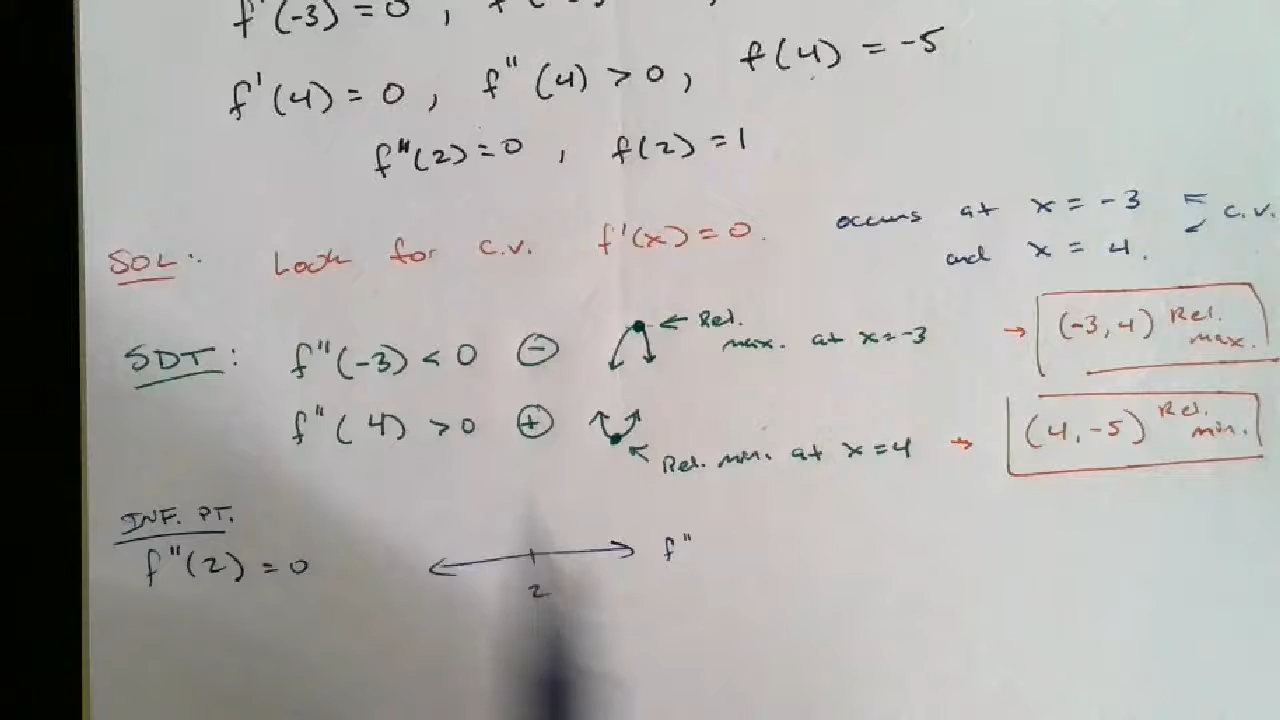 f'(-3) = 0 ,
f'(4) = 0 , f"(4) > 0 , f(4) = -5
f"(2) = 0 , f(2) = 1
SOL: Look for c.v. f'(x) = 0. occurs at x = -3 c.v.
and x = 4.
SDT: f"(-3) < 0 - ← Rel. max. at x = -3 → (-3, 4) Rel. max.
f"(4) > 0 + Rel. min. at x = 4 → (4, -5) Rel. min.
INF. PT.
f"(2) = 0 f"
2